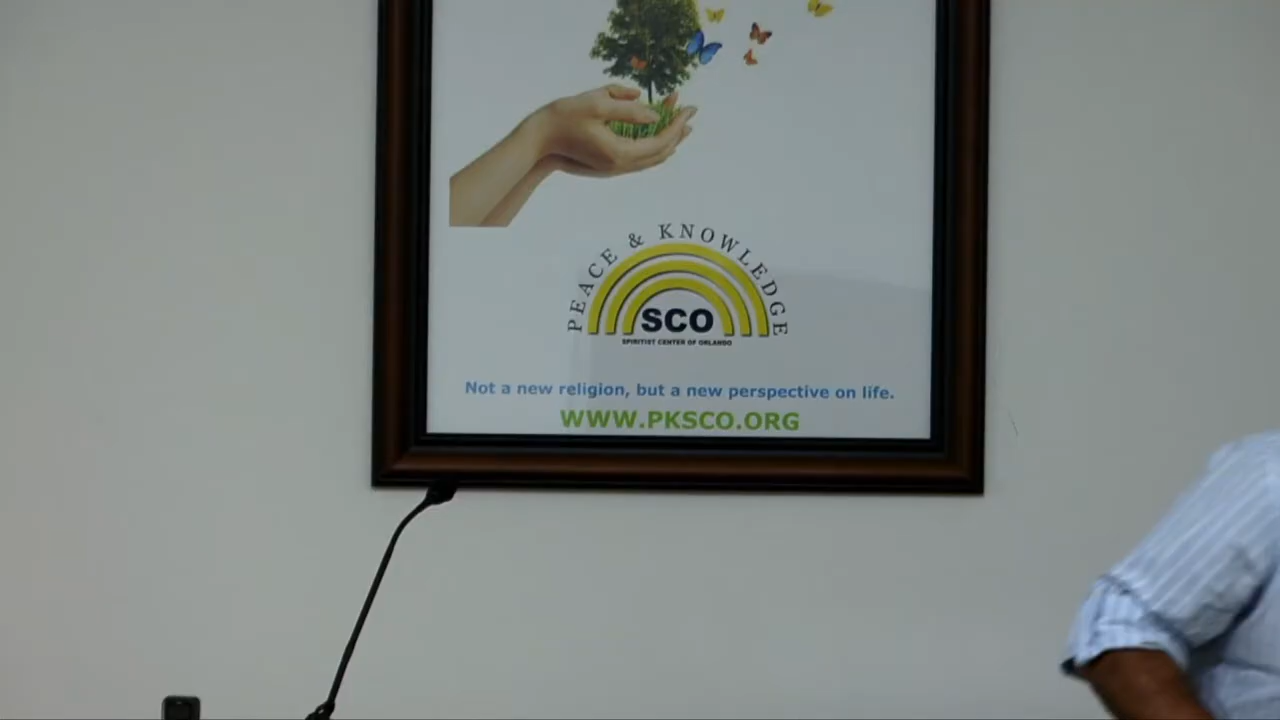 PEACE & KNOWLEDGE
SCO
SPIRITIST CENTER OF ORLANDO
Not a new religion, but a new perspective on life.
WWW.PKSCO.ORG